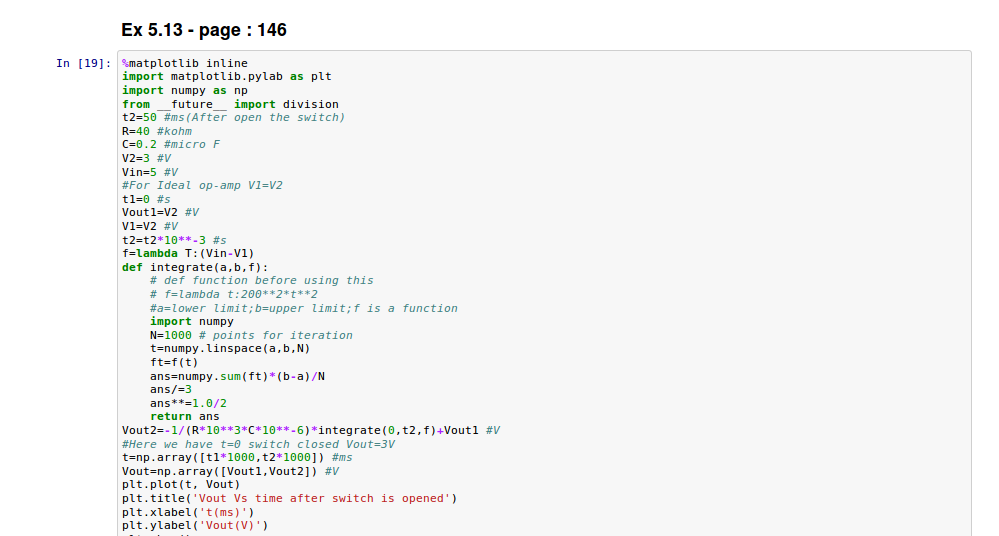 Ex 5.13 - page : 146
In [19]:
%matplotlib inline
import matplotlib.pylab as plt
import numpy as np
from __future__ import division
t2=50 #ms(After open the switch)
R=40 #kohm
C=0.2 #micro F
V2=3 #V
Vin=5 #V
#For Ideal op-amp V1=V2
t1=0 #s
Vout1=V2 #V
V1=V2 #V
t2=t2*10**-3 #s
f=lambda T:(Vin-V1)
def integrate(a,b,f):
    # def function before using this
    # f=lambda t:200**2*t**2
    #a=lower limit;b=upper limit;f is a function
    import numpy
    N=1000 # points for iteration
    t=numpy.linspace(a,b,N)
    ft=f(t)
    ans=numpy.sum(ft)*(b-a)/N
    ans/=3
    ans**=1.0/2
    return ans
Vout2=-1/(R*10**3*C*10**-6)*integrate(0,t2,f)+Vout1 #V
#Here we have t=0 switch closed Vout=3V
t=np.array([t1*1000,t2*1000]) #ms
Vout=np.array([Vout1,Vout2]) #V
plt.plot(t, Vout)
plt.title('Vout Vs time after switch is opened')
plt.xlabel('t(ms)')
plt.ylabel('Vout(V)')